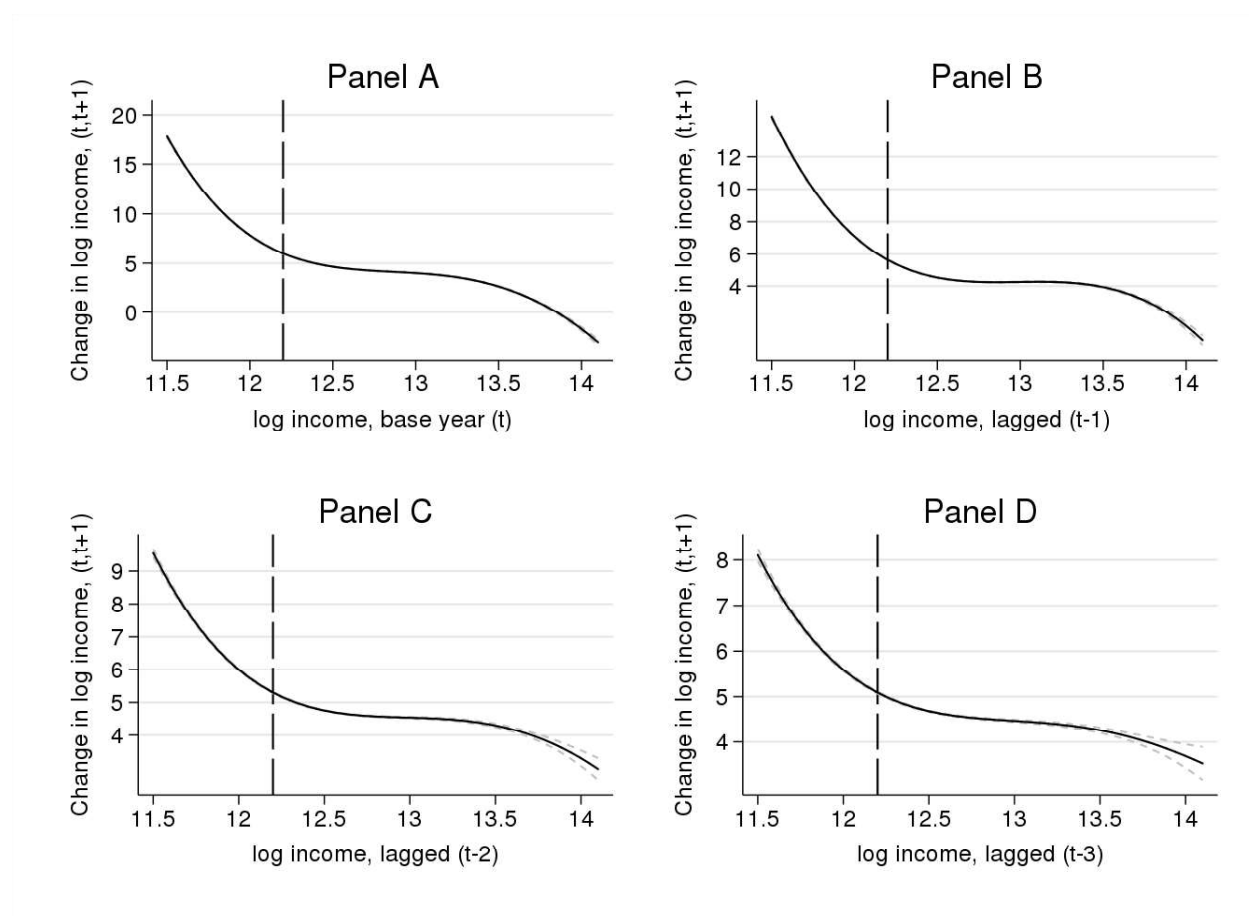 Panel A
Change in log income, (t,t+1)
20
15
10
5
0
11.5 12 12.5 13 13.5 14
log income, base year (t)
Panel B
Change in log income, (t,t+1)
12
10
8
6
4
11.5 12 12.5 13 13.5 14
log income, lagged (t-1)
Panel C
Change in log income, (t,t+1)
9
8
7
6
5
4
11.5 12 12.5 13 13.5 14
log income, lagged (t-2)
Panel D
Change in log income, (t,t+1)
8
7
6
5
4
11.5 12 12.5 13 13.5 14
log income, lagged (t-3)